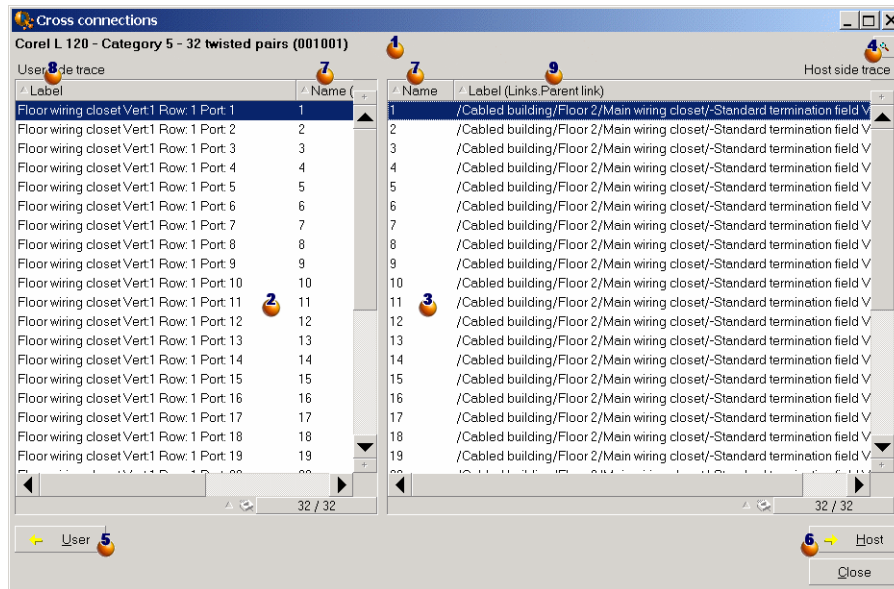 Cross connections
Corel L 120 - Category 5 - 32 twisted pairs (001001) 1 4
User side trace 8 7 7 9 Host side trace
Label Name ( Name Label (Links.Parent link)
Floor wiring closet Vert:1 Row: 1 Port: 1 1 1 /Cabled building/Floor 2/Main wiring closet/-Standard termination field V
Floor wiring closet Vert:1 Row: 1 Port: 2 2 2 /Cabled building/Floor 2/Main wiring closet/-Standard termination field V
Floor wiring closet Vert:1 Row: 1 Port: 3 3 3 /Cabled building/Floor 2/Main wiring closet/-Standard termination field V
Floor wiring closet Vert:1 Row: 1 Port: 4 4 4 /Cabled building/Floor 2/Main wiring closet/-Standard termination field V
Floor wiring closet Vert:1 Row: 1 Port: 5 5 5 /Cabled building/Floor 2/Main wiring closet/-Standard termination field V
Floor wiring closet Vert:1 Row: 1 Port: 6 6 6 /Cabled building/Floor 2/Main wiring closet/-Standard termination field V
Floor wiring closet Vert:1 Row: 1 Port: 7 7 7 /Cabled building/Floor 2/Main wiring closet/-Standard termination field V
Floor wiring closet Vert:1 Row: 1 Port: 8 8 8 /Cabled building/Floor 2/Main wiring closet/-Standard termination field V
Floor wiring closet Vert:1 Row: 1 Port: 9 9 9 /Cabled building/Floor 2/Main wiring closet/-Standard termination field V
Floor wiring closet Vert:1 Row: 1 Port: 10 10 10 /Cabled building/Floor 2/Main wiring closet/-Standard termination field V
Floor wiring closet Vert:1 Row: 1 Port: 11 2 11 11 3 /Cabled building/Floor 2/Main wiring closet/-Standard termination field V
Floor wiring closet Vert:1 Row: 1 Port: 12 12 12 /Cabled building/Floor 2/Main wiring closet/-Standard termination field V
Floor wiring closet Vert:1 Row: 1 Port: 13 13 13 /Cabled building/Floor 2/Main wiring closet/-Standard termination field V
Floor wiring closet Vert:1 Row: 1 Port: 14 14 14 /Cabled building/Floor 2/Main wiring closet/-Standard termination field V
Floor wiring closet Vert:1 Row: 1 Port: 15 15 15 /Cabled building/Floor 2/Main wiring closet/-Standard termination field V
Floor wiring closet Vert:1 Row: 1 Port: 16 16 16 /Cabled building/Floor 2/Main wiring closet/-Standard termination field V
Floor wiring closet Vert:1 Row: 1 Port: 17 17 17 /Cabled building/Floor 2/Main wiring closet/-Standard termination field V
Floor wiring closet Vert:1 Row: 1 Port: 18 18 18 /Cabled building/Floor 2/Main wiring closet/-Standard termination field V
Floor wiring closet Vert:1 Row: 1 Port: 19 19 19 /Cabled building/Floor 2/Main wiring closet/-Standard termination field V
32 / 32 32 / 32
User 5 6 Host
Close